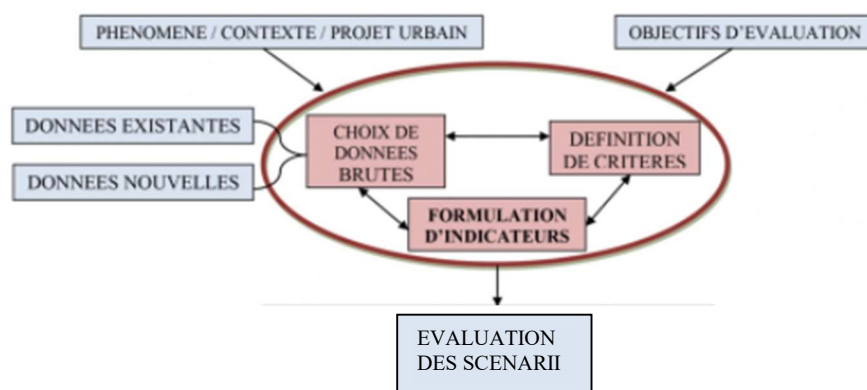 PHENOMENE / CONTEXTE / PROJET URBAIN
OBJECTIFS D'EVALUATION
DONNEES EXISTANTES
DONNEES NOUVELLES
CHOIX DE
DONNEES
BRUTES
DEFINITION
DE CRITERES
FORMULATION
D'INDICATEURS
EVALUATION
DES SCENARII